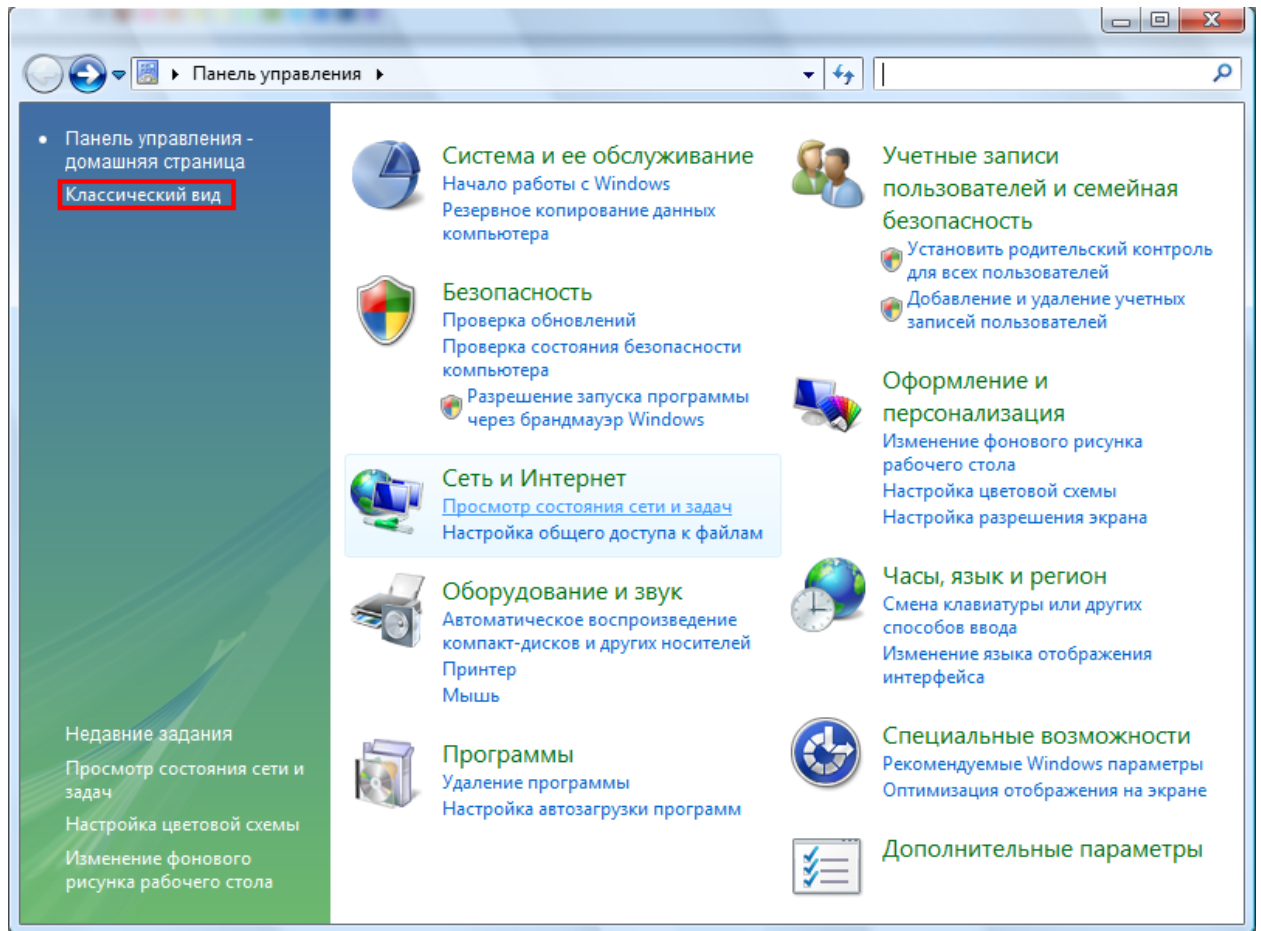 Панель управления
Панель управления -
домашняя страница
Классический вид
Недавние задания
Просмотр состояния сети и
задач
Настройка цветовой схемы
Изменение фонового
рисунка рабочего стола
Система и ее обслуживание
Начало работы с Windows
Резервное копирование данных
компьютера
Безопасность
Проверка обновлений
Проверка состояния безопасности
компьютера
Разрешение запуска программы
через брандмауэр Windows
Сеть и Интернет
Просмотр состояния сети и задач
Настройка общего доступа к файлам
Оборудование и звук
Автоматическое воспроизведение
компакт-дисков и других носителей
Принтер
Мышь
Программы
Удаление программы
Настройка автозагрузки программ
Учетные записи
пользователей и семейная
безопасность
Установить родительский контроль
для всех пользователей
Добавление и удаление учетных
записей пользователей
Оформление и
персонализация
Изменение фонового рисунка
рабочего стола
Настройка цветовой схемы
Настройка разрешения экрана
Часы, язык и регион
Смена клавиатуры или других
способов ввода
Изменение языка отображения
интерфейса
Специальные возможности
Рекомендуемые Windows параметры
Оптимизация отображения на экране
Дополнительные параметры